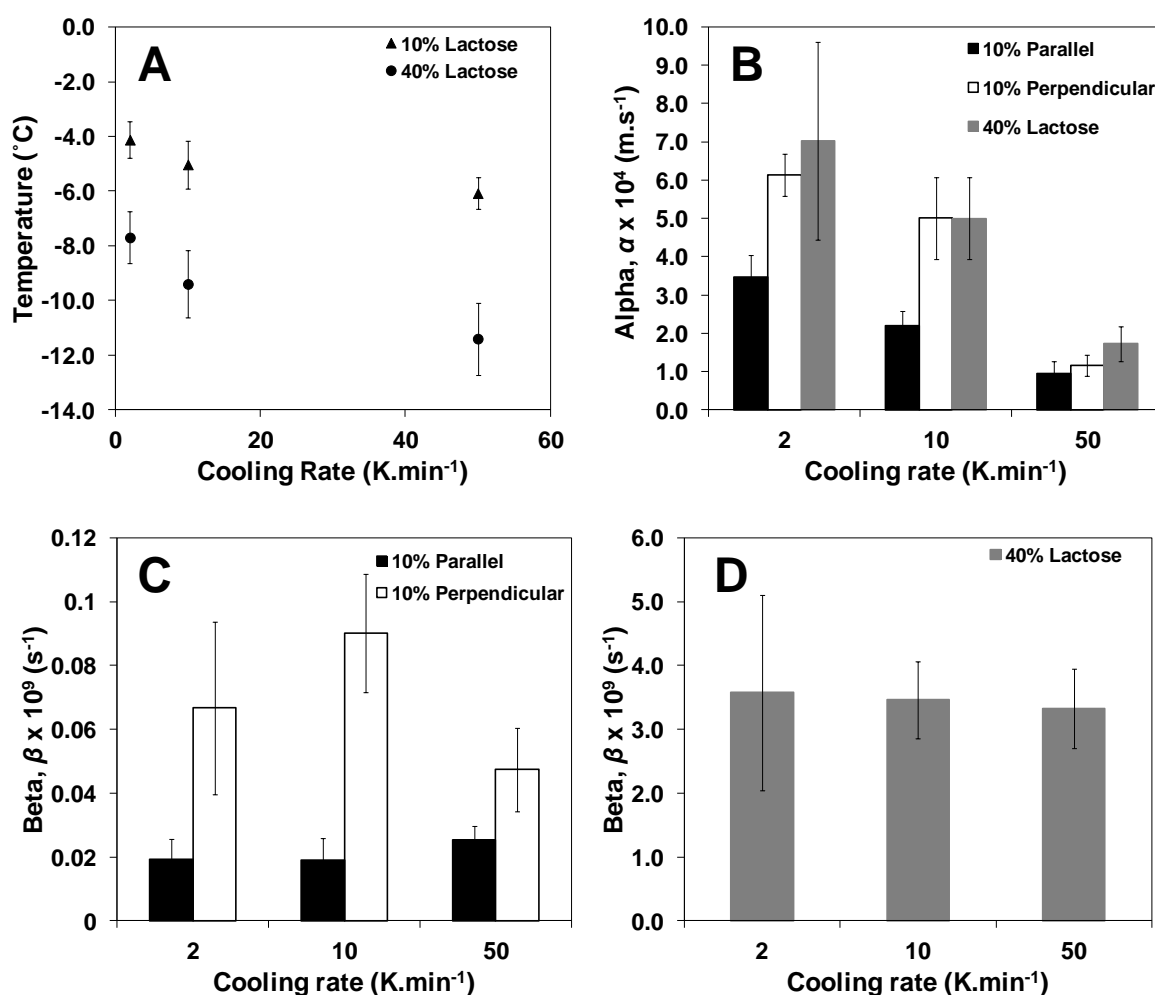 A
10% Lactose
40% Lactose
Temperature (˚C)
0.0
-2.0
-4.0
-6.0
-8.0
-10.0
-12.0
-14.0
0
20
40
60
Cooling Rate (K.min⁻¹)
B
10% Parallel
10% Perpendicular
40% Lactose
Alpha, α x 10⁴ (m.s⁻¹)
10.0
9.0
8.0
7.0
6.0
5.0
4.0
3.0
2.0
1.0
0.0
2
10
50
Cooling rate (K.min⁻¹)
C
10% Parallel
10% Perpendicular
Beta, β x 10⁹ (s⁻¹)
0.12
0.1
0.08
0.06
0.04
0.02
0
2
10
50
Cooling rate (K.min⁻¹)
D
40% Lactose
Beta, β x 10⁹ (s⁻¹)
6.0
5.0
4.0
3.0
2.0
1.0
0.0
2
10
50
Cooling rate (K.min⁻¹)